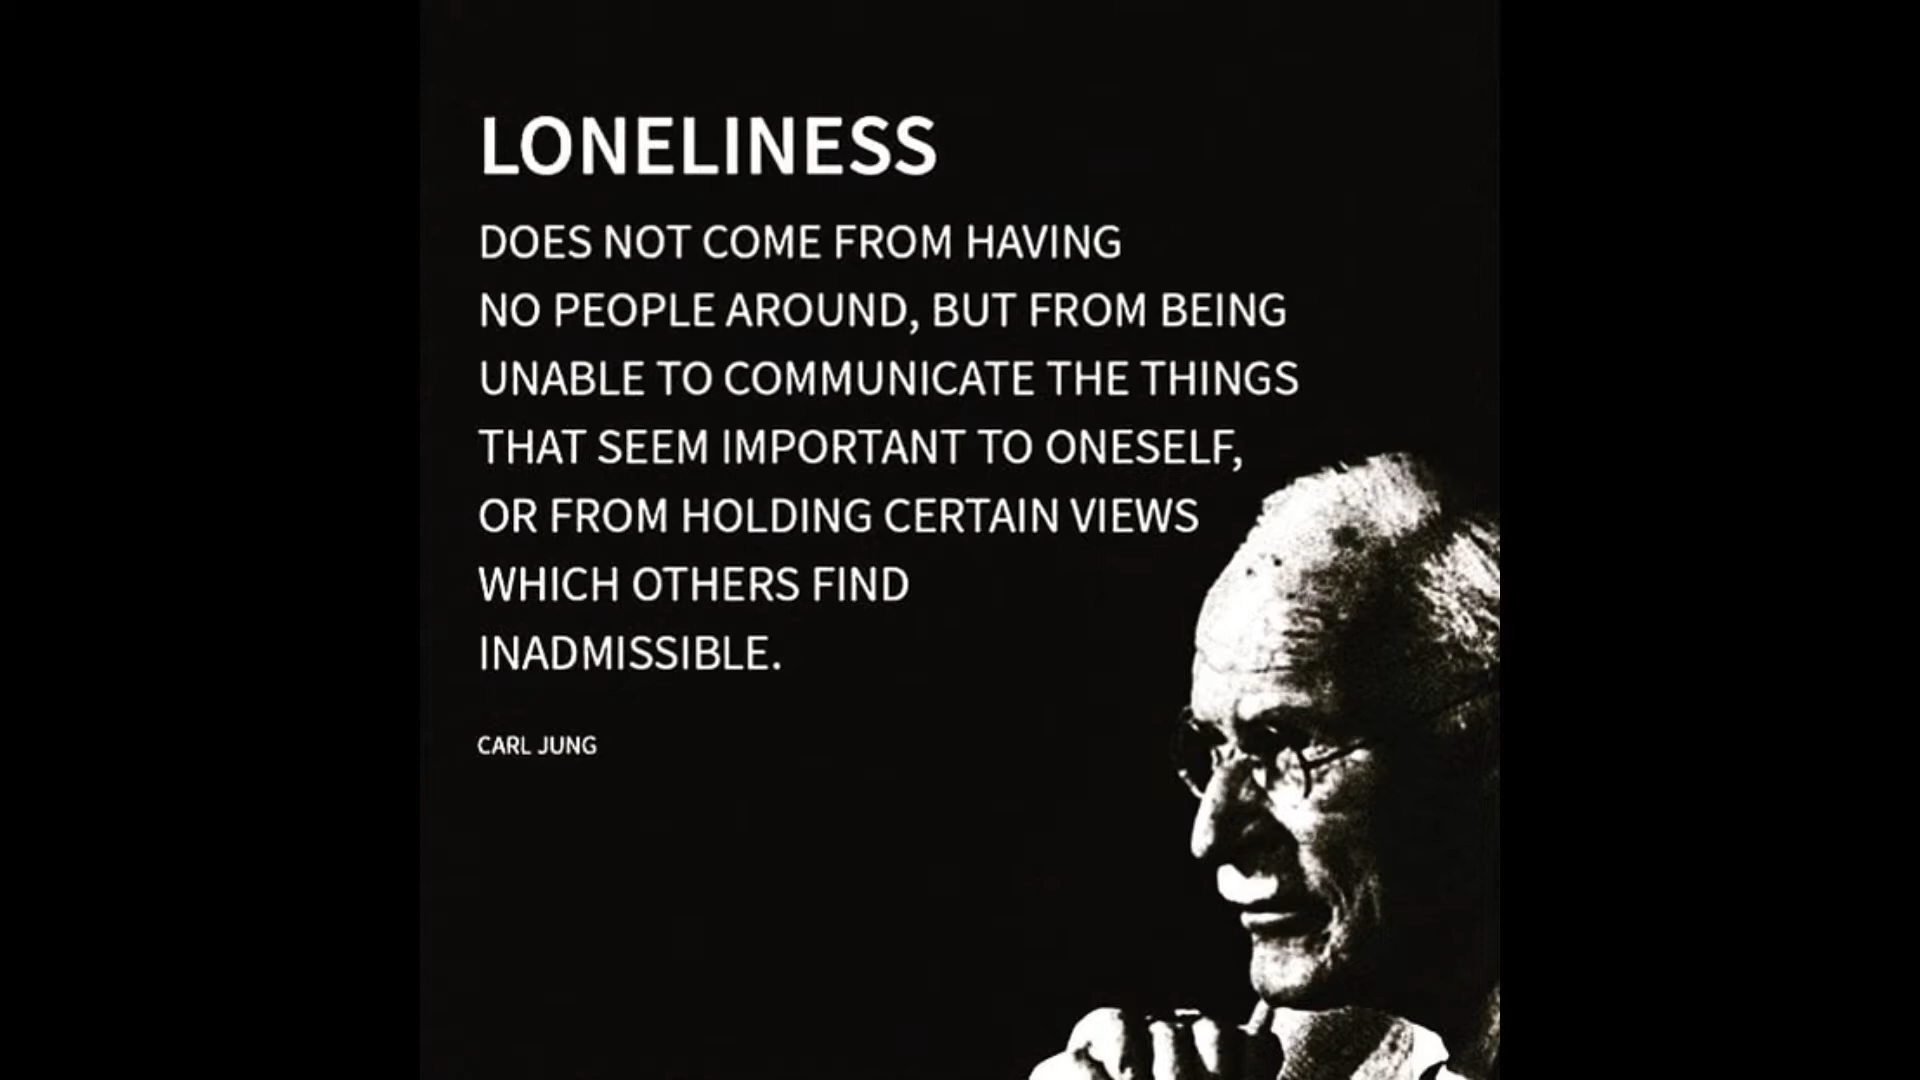 LONELINESS
DOES NOT COME FROM HAVING
NO PEOPLE AROUND, BUT FROM BEING
UNABLE TO COMMUNICATE THE THINGS
THAT SEEM IMPORTANT TO ONESELF,
OR FROM HOLDING CERTAIN VIEWS
WHICH OTHERS FIND
INADMISSIBLE.
CARL JUNG